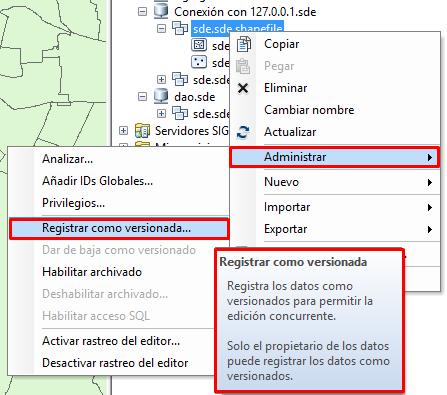 Conexión con 127.0.0.1.sde
sde.sde.shapefile
sde
sde
sde.
dao.sde
Servidores SIG
Copiar
Pegar
Eliminar
Cambiar nombre
Actualizar
Administrar
Nuevo
Importar
Exportar
Analizar...
Añadir IDs Globales...
Privilegios...
Registrar como versionada...
Dar de baja como versionado
Habilitar archivado
Deshabilitar archivado...
Habilitar acceso SQL
Activar rastreo del editor...
Desactivar rastreo del editor
Registrar como versionada
Registra los datos como
versionados para permitir la
edición concurrente.
Solo el propietario de los datos
puede registrar los datos como
versionados.